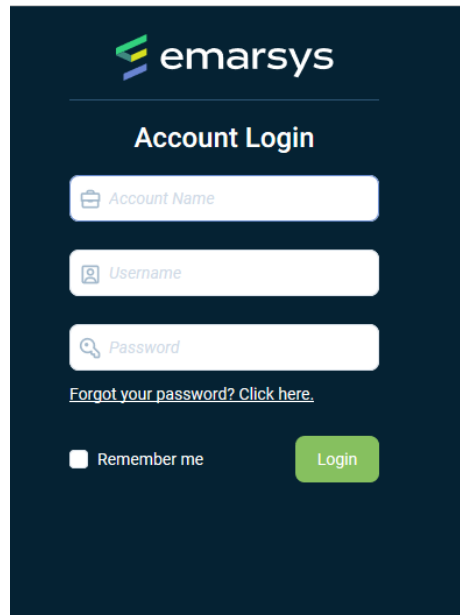 emarsys
Account Login
Account Name
Username
Password
Forgot your password? Click here.
Remember me
Login